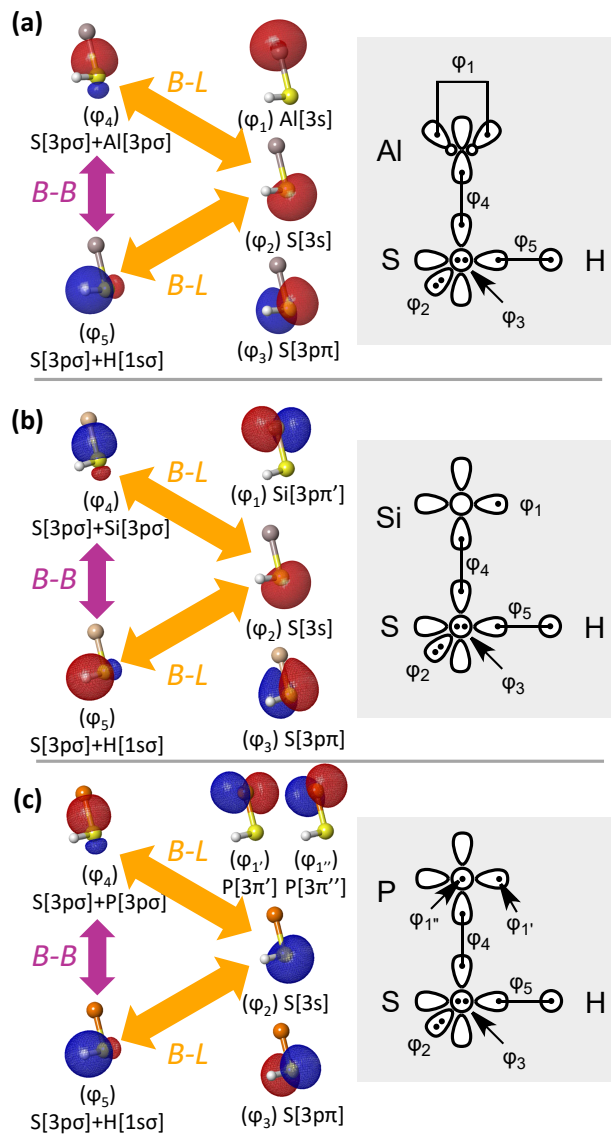 (a)
B-L
(φ₄)
S[3pσ]+Al[3pσ]
(φ₁) Al[3s]
B-B
(φ₂) S[3s]
B-L
(φ₅)
S[3pσ]+H[1sσ]
(φ₃) S[3pπ]
φ₁
Al
φ₄
φ₅
S
H
φ₂
φ₃
(b)
B-L
(φ₄)
S[3pσ]+Si[3pσ]
(φ₁) Si[3pπ']
B-B
(φ₂) S[3s]
B-L
(φ₅)
S[3pσ]+H[1sσ]
(φ₃) S[3pπ]
Si
φ₁
φ₄
φ₅
S
H
φ₂
φ₃
(c)
B-L
(φ₁') (φ₁'')
P[3π'] P[3π'']
(φ₄)
S[3pσ]+P[3pσ]
B-B
(φ₂) S[3s]
B-L
(φ₅)
S[3pσ]+H[1sσ]
(φ₃) S[3pπ]
P
φ₁'' φ₁'
φ₄
φ₅
S
H
φ₂
φ₃